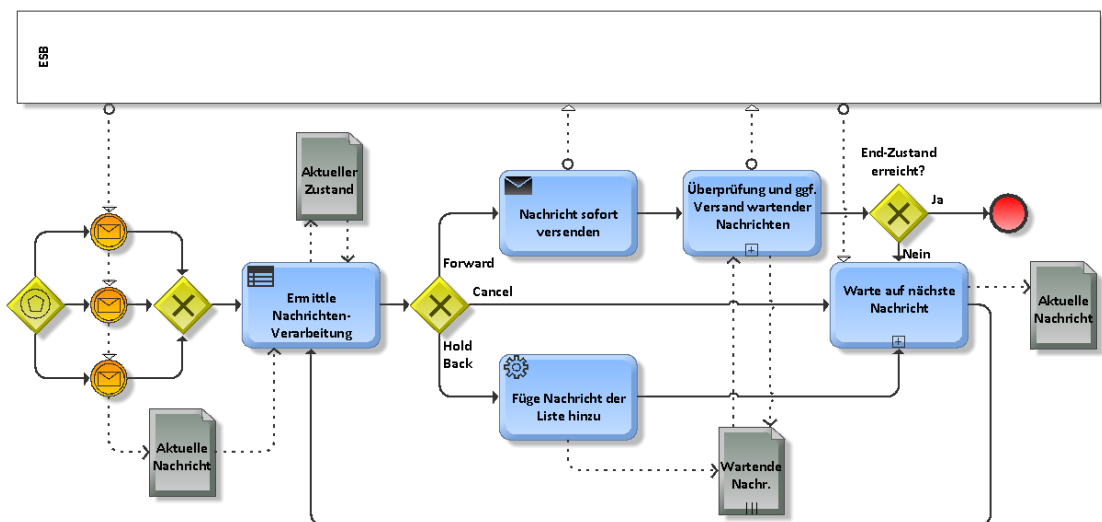 ESB
Aktueller
Zustand
End-Zustand
erreicht?
Nachricht sofort
versenden
Überprüfung und ggf.
Versand wartender
Nachrichten
Ja
Forward
Nein
Ermittle
Nachrichten-
Verarbeitung
Cancel
Warte auf nächste
Nachricht
Aktuelle
Nachricht
Hold
Back
Füge Nachricht der
Liste hinzu
Aktuelle
Nachricht
Wartende
Nachr.